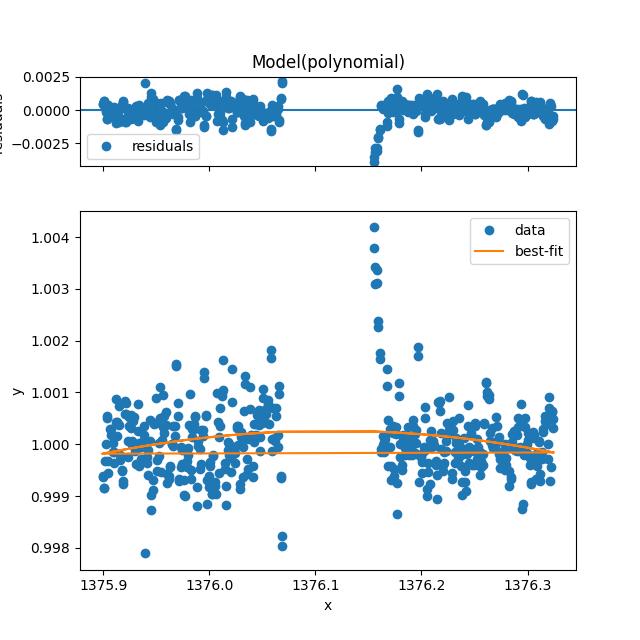 Model(polynomial)
0.0025
0.0000
−0.0025
residuals
residuals
1.004
1.003
1.002
1.001
1.000
0.999
0.998
y
data
best-fit
1375.9 1376.0 1376.1 1376.2 1376.3
x